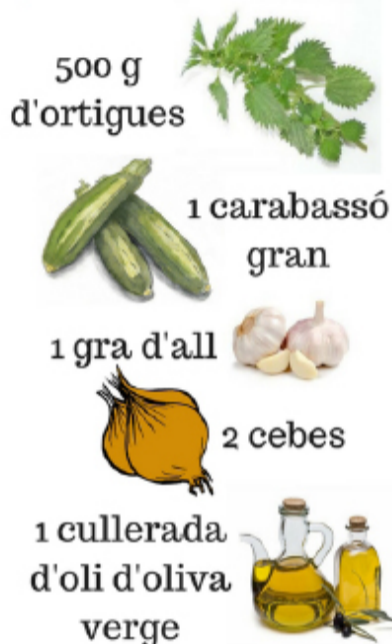 500 g
d'ortigues
1 carabassó
gran
1 gra d'all
2 cebes
1 cullerada
d'oli d'oliva
verge